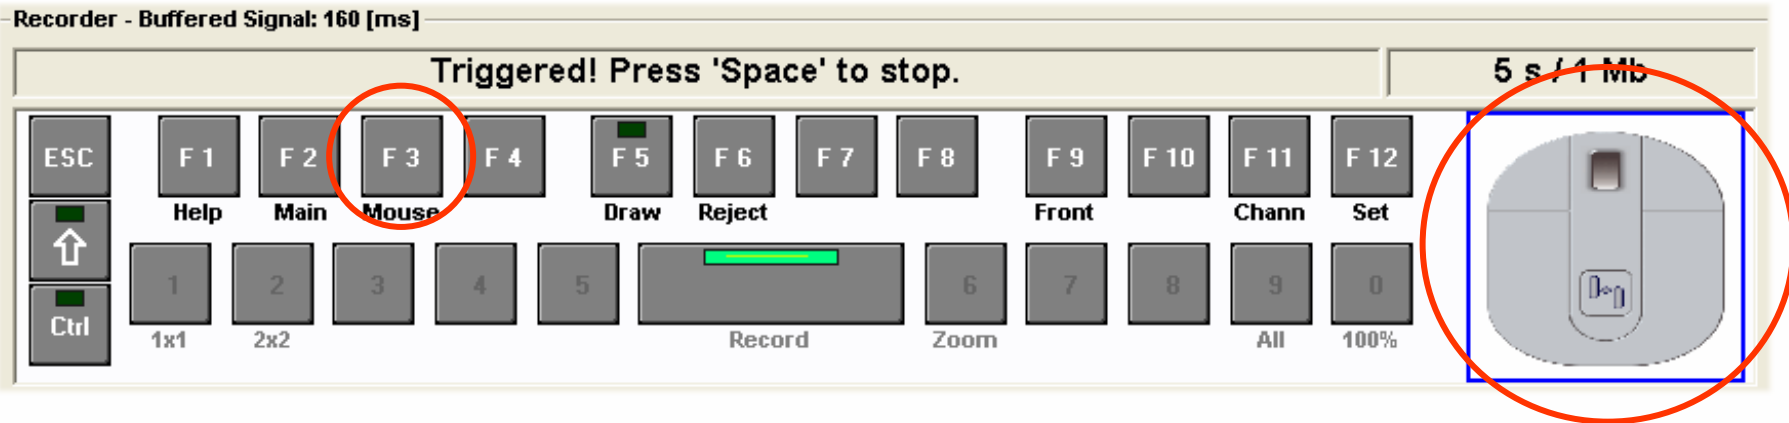 Recorder - Buffered Signal: 160 [ms]
Triggered! Press 'Space' to stop. 5 s / 1 Mb
ESC F 1 F 2 F 3 F 4 F 5 F 6 F 7 F 8 F 9 F 10 F 11 F 12
Help Main Mouse Draw Reject Front Chann Set
1 2 3 4 5 6 7 8 9 0
Ctrl 1x1 2x2 Record Zoom All 100%